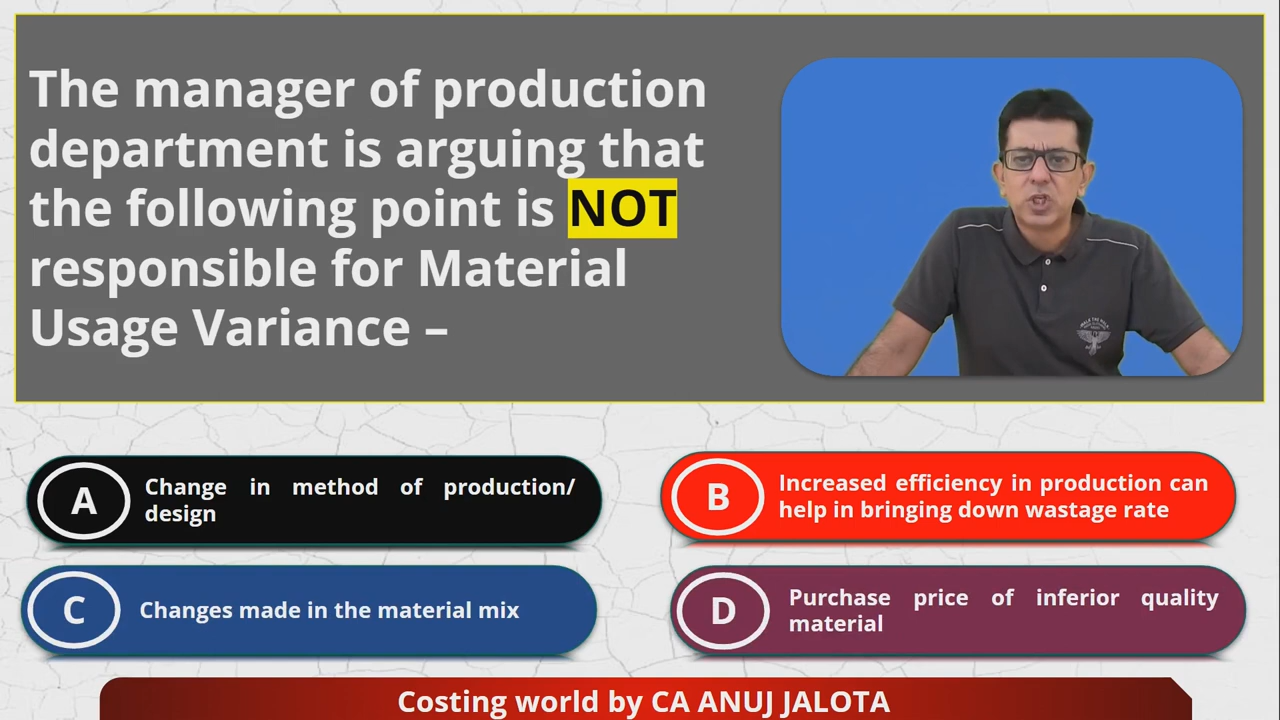 The manager of production
department is arguing that
the following point is NOT
responsible for Material
Usage Variance –
A
Change in method of production/
design
B
Increased efficiency in production can
help in bringing down wastage rate
C
Changes made in the material mix
D
Purchase price of inferior quality
material
Costing world by CA ANUJ JALOTA